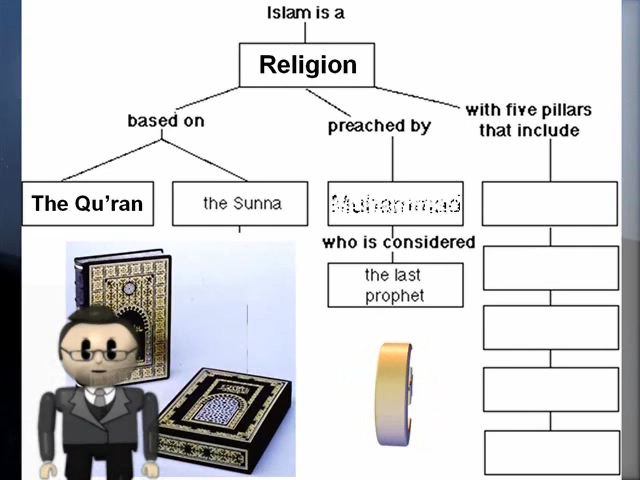 Islam is a
Religion
based on
preached by
with five pillars
that include
The Qu’ran
the Sunna
Muhammad
who is considered
the last
prophet